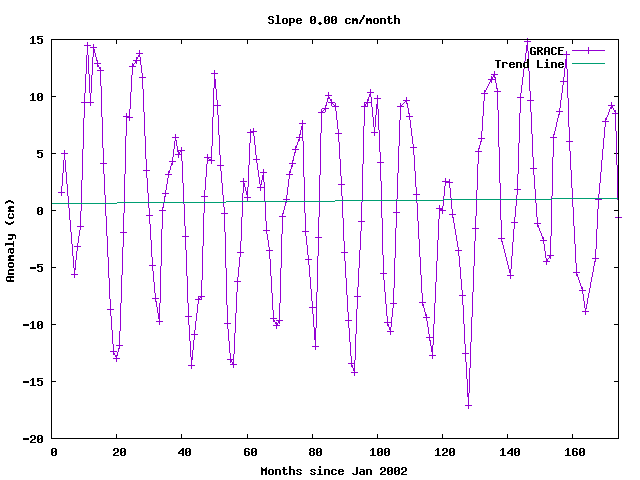 Slope 0.00 cm/month
15
10
5
0
-5
-10
-15
-20
Anomaly (cm)
GRACE
Trend Line
0 20 40 60 80 100 120 140 160
Months since Jan 2002